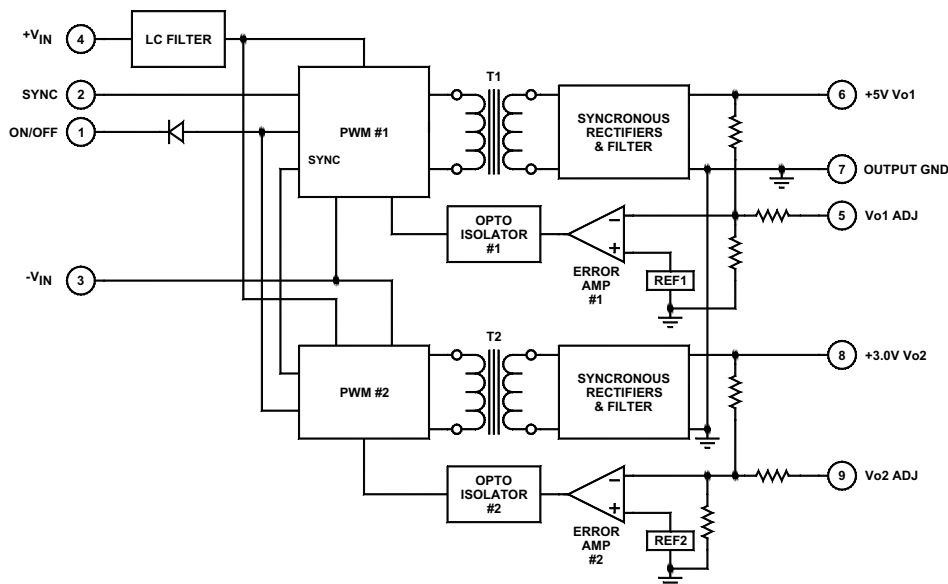 +VIN
4
LC FILTER
SYNC
2
ON/OFF
1
PWM #1
SYNC
T1
SYNCRONOUS
RECTIFIERS
& FILTER
6
+5V Vo1
7
OUTPUT GND
OPTO
ISOLATOR
#1
−
+
ERROR
AMP
#1
REF1
5
Vo1 ADJ
-VIN
3
PWM #2
T2
SYNCRONOUS
RECTIFIERS
& FILTER
8
+3.0V Vo2
OPTO
ISOLATOR
#2
−
+
ERROR
AMP
#2
REF2
9
Vo2 ADJ